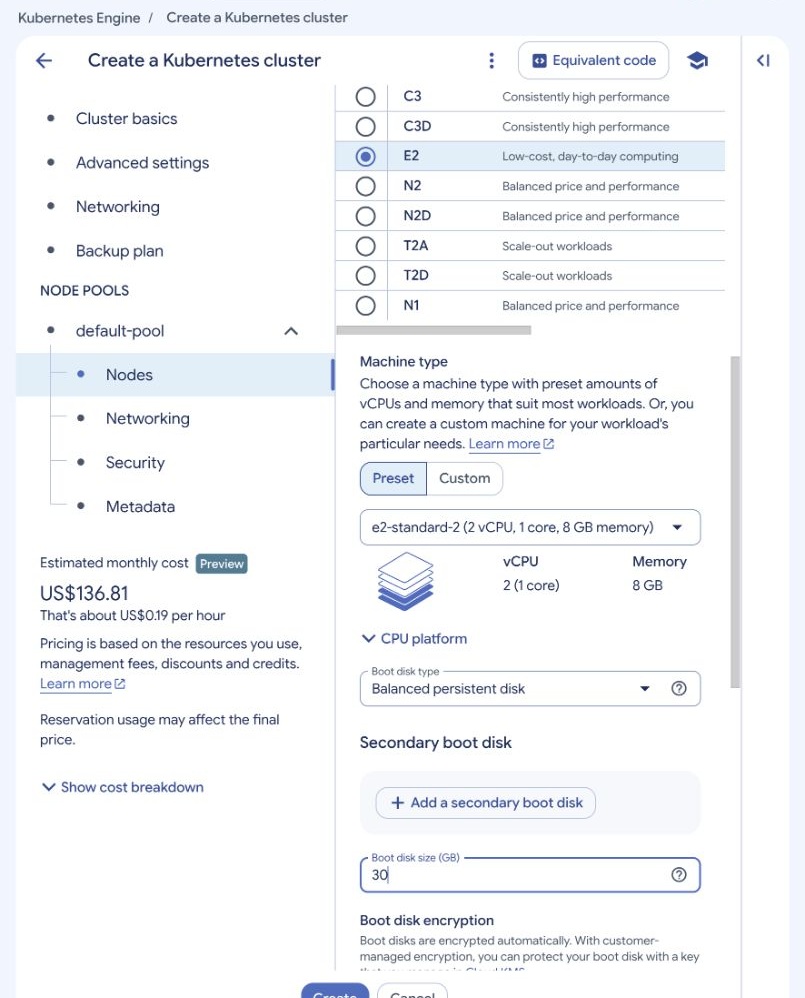 Kubernetes Engine / Create a Kubernetes cluster
Create a Kubernetes cluster
Equivalent code
Cluster basics
Advanced settings
Networking
Backup plan
NODE POOLS
default-pool
Nodes
Networking
Security
Metadata
Estimated monthly cost Preview
US$136.81
That's about US$0.19 per hour
Pricing is based on the resources you use,
management fees, discounts and credits.
Learn more
Reservation usage may affect the final
price.
Show cost breakdown
C3 Consistently high performance
C3D Consistently high performance
E2 Low-cost, day-to-day computing
N2 Balanced price and performance
N2D Balanced price and performance
T2A Scale-out workloads
T2D Scale-out workloads
N1 Balanced price and performance
Machine type
Choose a machine type with preset amounts of
vCPUs and memory that suit most workloads. Or, you
can create a custom machine for your workload's
particular needs. Learn more
Preset Custom
e2-standard-2 (2 vCPU, 1 core, 8 GB memory)
vCPU Memory
2 (1 core) 8 GB
CPU platform
Boot disk type
Balanced persistent disk
Secondary boot disk
+ Add a secondary boot disk
Boot disk size (GB)
30
Boot disk encryption
Boot disks are encrypted automatically. With customer-
managed encryption, you can protect your boot disk with a key
Create Cancel